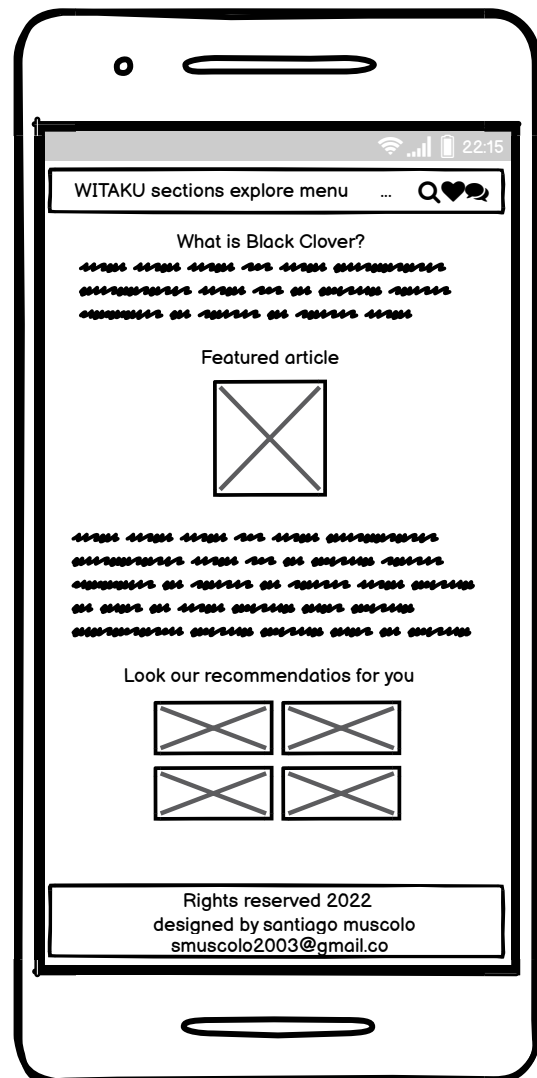 22:15
WITAKU sections explore menu ...
What is Black Clover?
Featured article
Look our recommendatios for you
Rights reserved 2022
designed by santiago muscolo
smuscolo2003@gmail.co